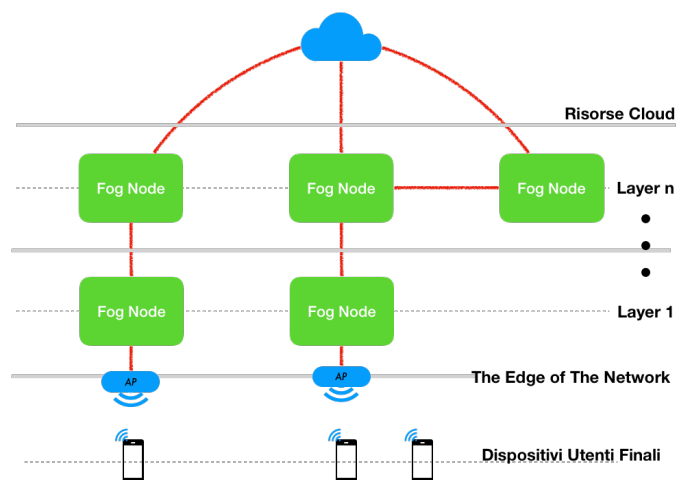 Risorse Cloud
Fog Node
Fog Node
Fog Node
Layer n
Fog Node
Fog Node
Layer 1
AP
AP
The Edge of The Network
Dispositivi Utenti Finali